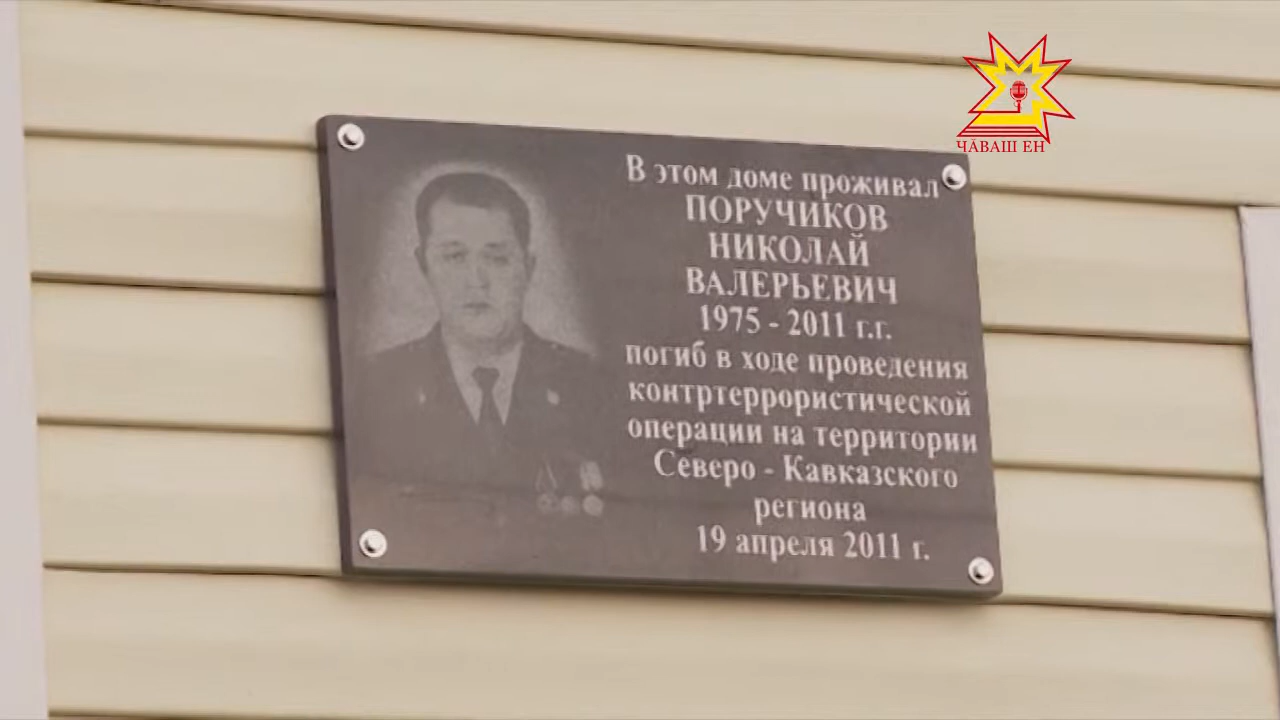 ЧӐВАШ ЕН
В этом доме проживал
ПОРУЧИКОВ
НИКОЛАЙ
ВАЛЕРЬЕВИЧ
1975 - 2011 г.г.
погиб в ходе проведения
контртеррористической
операции на территории
Северо - Кавказского
региона
19 апреля 2011 г.